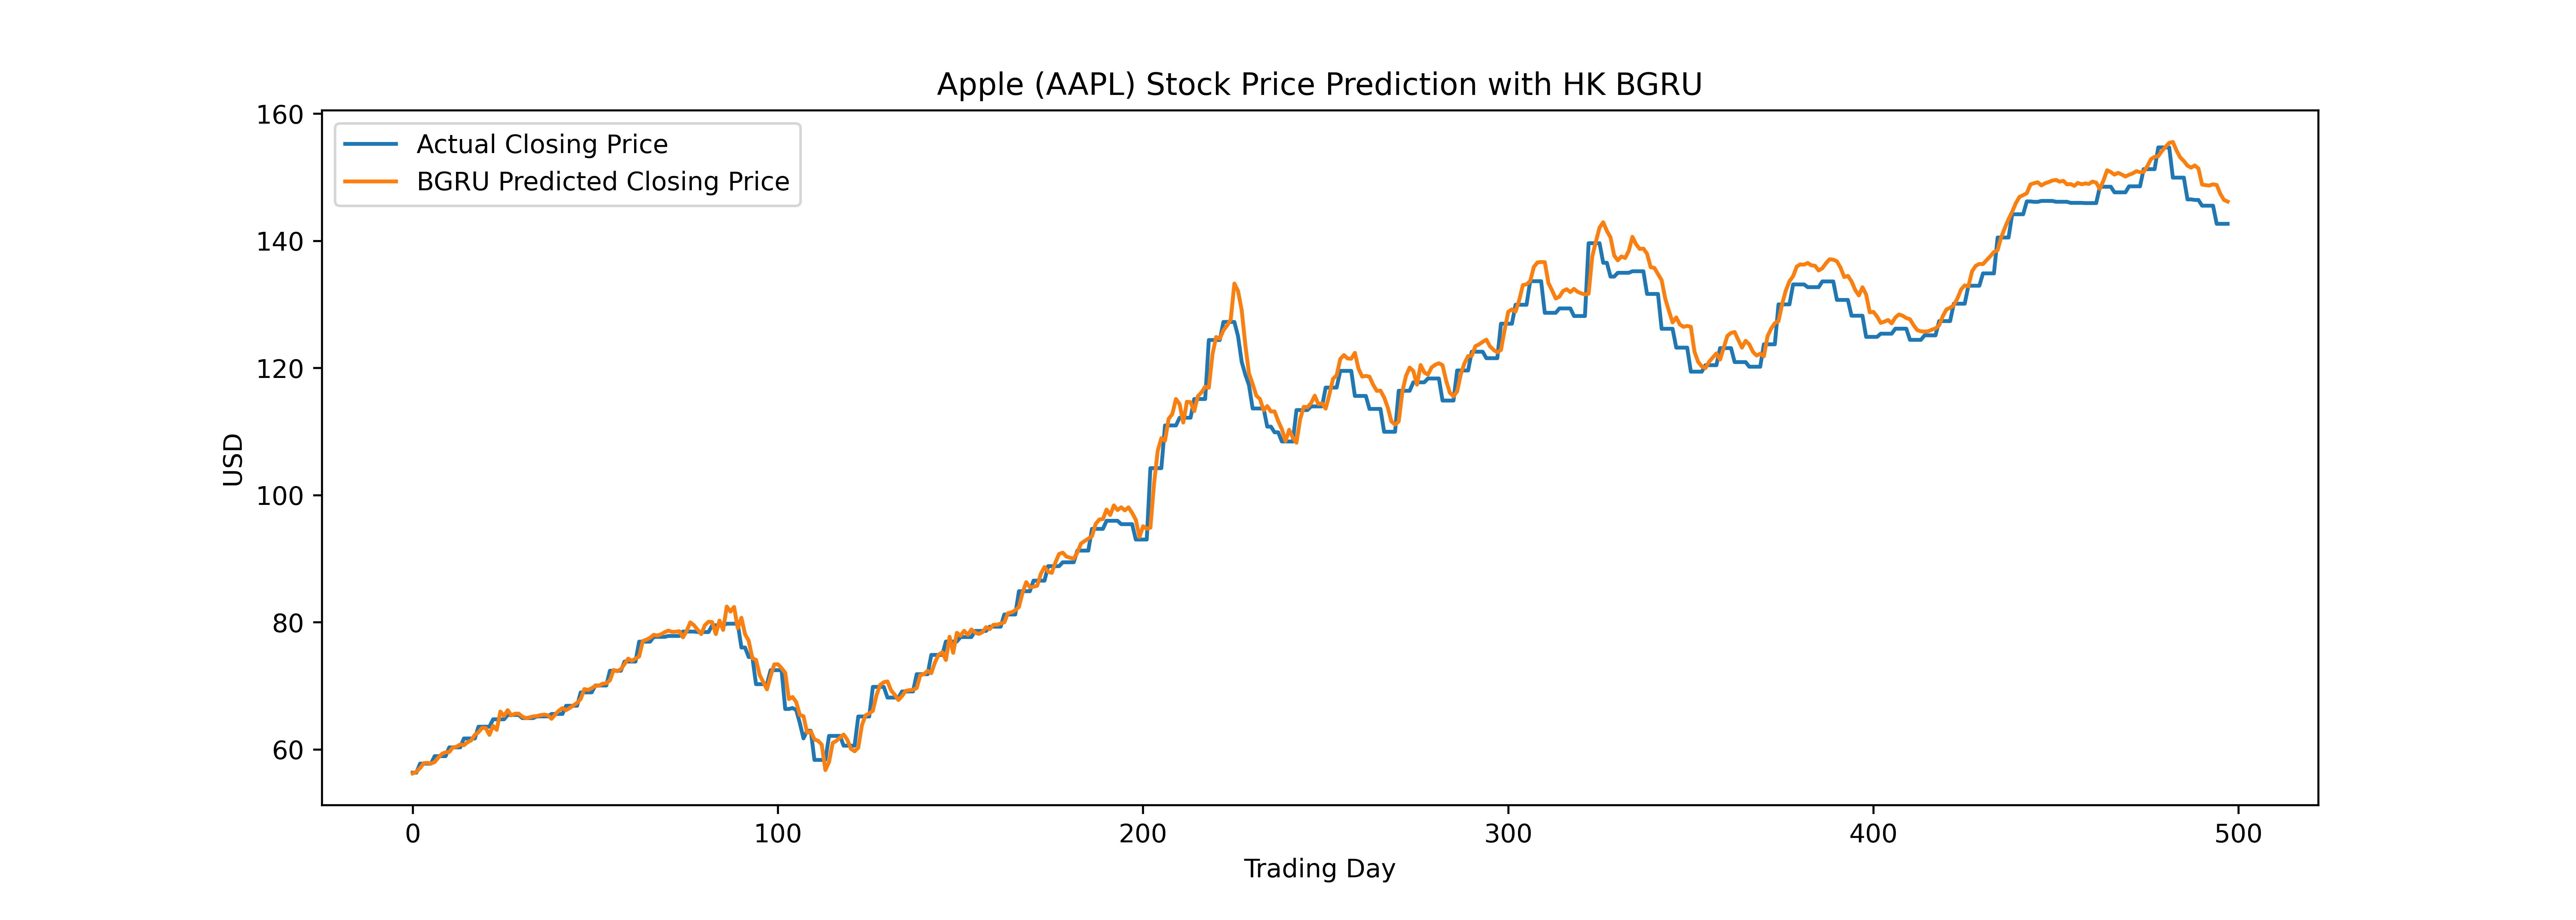 Apple (AAPL) Stock Price Prediction with HK BGRU
160
Actual Closing Price
BGRU Predicted Closing Price
140
120
100
80
60
USD
0 100 200 300 400 500
Trading Day